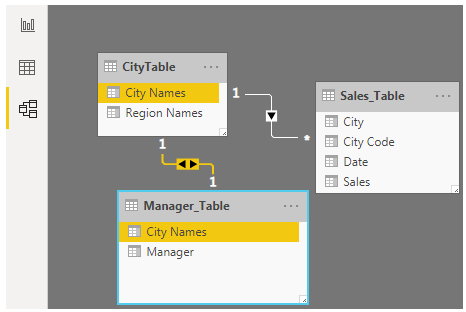 CityTable
City Names
Region Names
1
1
*
Sales_Table
City
City Code
Date
Sales
1
Manager_Table
City Names
Manager